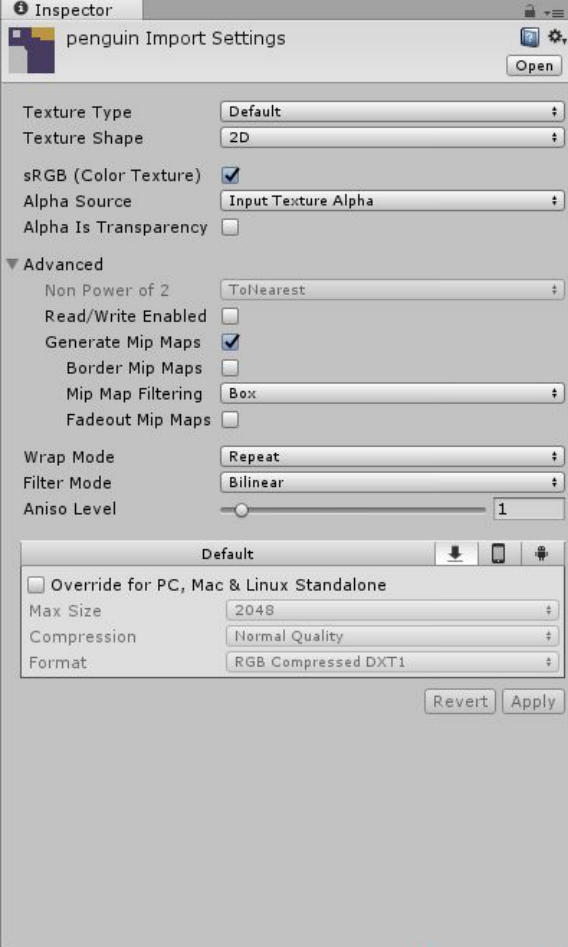 Inspector
penguin Import Settings
Open
Texture Type Default
Texture Shape 2D
sRGB (Color Texture)
Alpha Source Input Texture Alpha
Alpha Is Transparency
Advanced
Non Power of 2 ToNearest
Read/Write Enabled
Generate Mip Maps
Border Mip Maps
Mip Map Filtering Box
Fadeout Mip Maps
Wrap Mode Repeat
Filter Mode Bilinear
Aniso Level 1
Default
Override for PC, Mac & Linux Standalone
Max Size 2048
Compression Normal Quality
Format RGB Compressed DXT1
Revert Apply